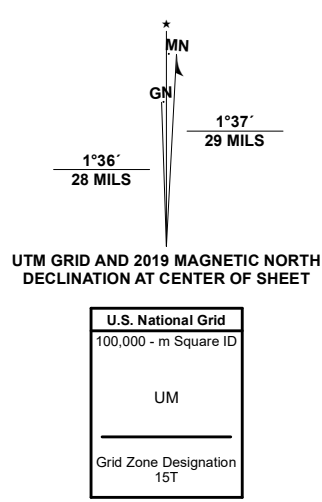 ★
MN
GN
1°37´
29 MILS
1°36´
28 MILS
UTM GRID AND 2019 MAGNETIC NORTH
DECLINATION AT CENTER OF SHEET
U.S. National Grid
100,000 - m Square ID
UM
Grid Zone Designation
15T